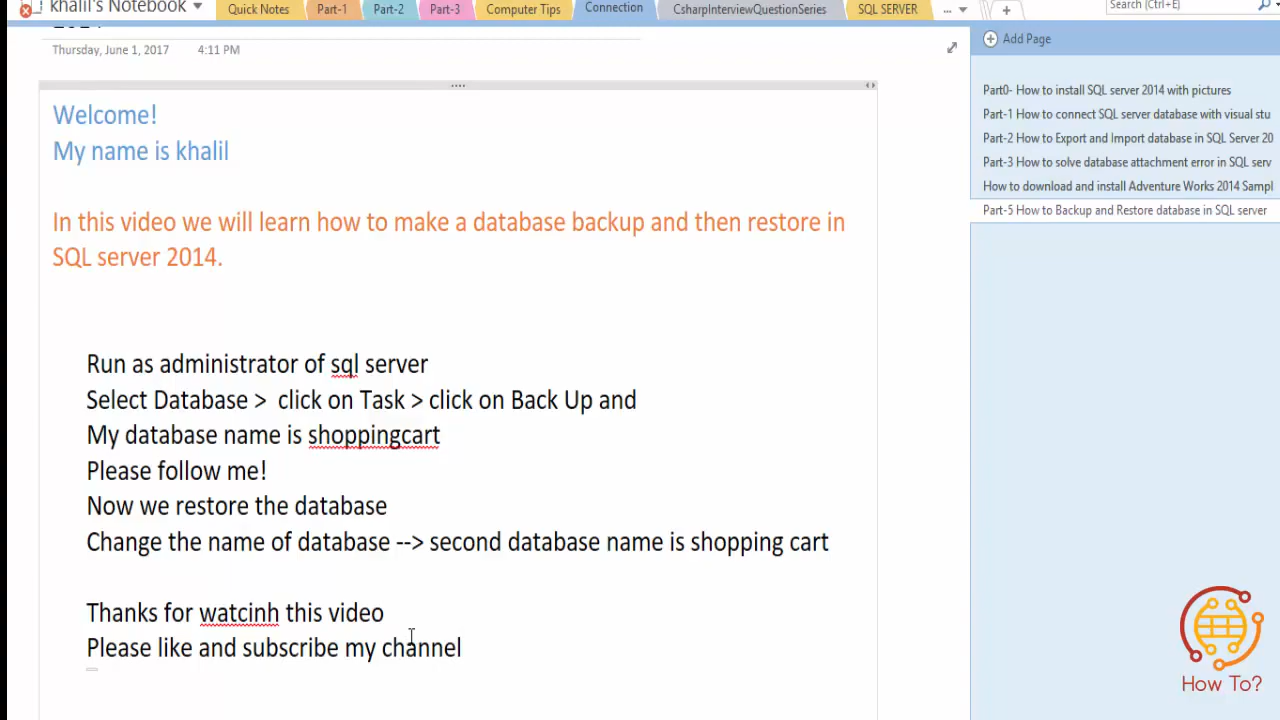 khalil's Notebook
Quick Notes
Part-1
Part-2
Part-3
Computer Tips
Connection
CsharpInterviewQuestionSeries
SQL SERVER
...
+
Search (Ctrl+E)
Thursday, June 1, 2017 4:11 PM
Add Page
Part0- How to install SQL server 2014 with pictures
Part-1 How to connect SQL server database with visual stu
Part-2 How to Export and Import database in SQL Server 20
Part-3 How to solve database attachment error in SQL serv
How to download and install Adventure Works 2014 Sampl
Part-5 How to Backup and Restore database in SQL server
Welcome!
My name is khalil
In this video we will learn how to make a database backup and then restore in
SQL server 2014.
Run as administrator of sql server
Select Database > click on Task > click on Back Up and
My database name is shoppingcart
Please follow me!
Now we restore the database
Change the name of database --> second database name is shopping cart
Thanks for watcinh this video
Please like and subscribe my channel
How To?